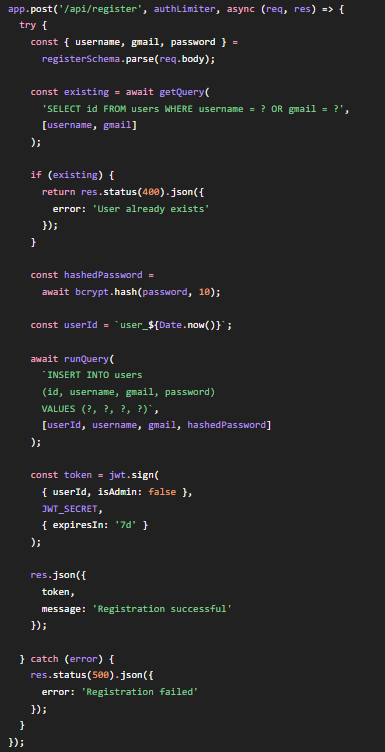 app.post('/api/register', authLimiter, async (req, res) => {
  try {
    const { username, gmail, password } =
      registerSchema.parse(req.body);

    const existing = await getQuery(
      'SELECT id FROM users WHERE username = ? OR gmail = ?',
      [username, gmail]
    );

    if (existing) {
      return res.status(400).json({
        error: 'User already exists'
      });
    }

    const hashedPassword =
      await bcrypt.hash(password, 10);

    const userId = `user_${Date.now()}`;

    await runQuery(
      `INSERT INTO users
      (id, username, gmail, password)
      VALUES (?, ?, ?, ?)`,
      [userId, username, gmail, hashedPassword]
    );

    const token = jwt.sign(
      { userId, isAdmin: false },
      JWT_SECRET,
      { expiresIn: '7d' }
    );

    res.json({
      token,
      message: 'Registration successful'
    });

  } catch (error) {
    res.status(500).json({
      error: 'Registration failed'
    });
  }
});